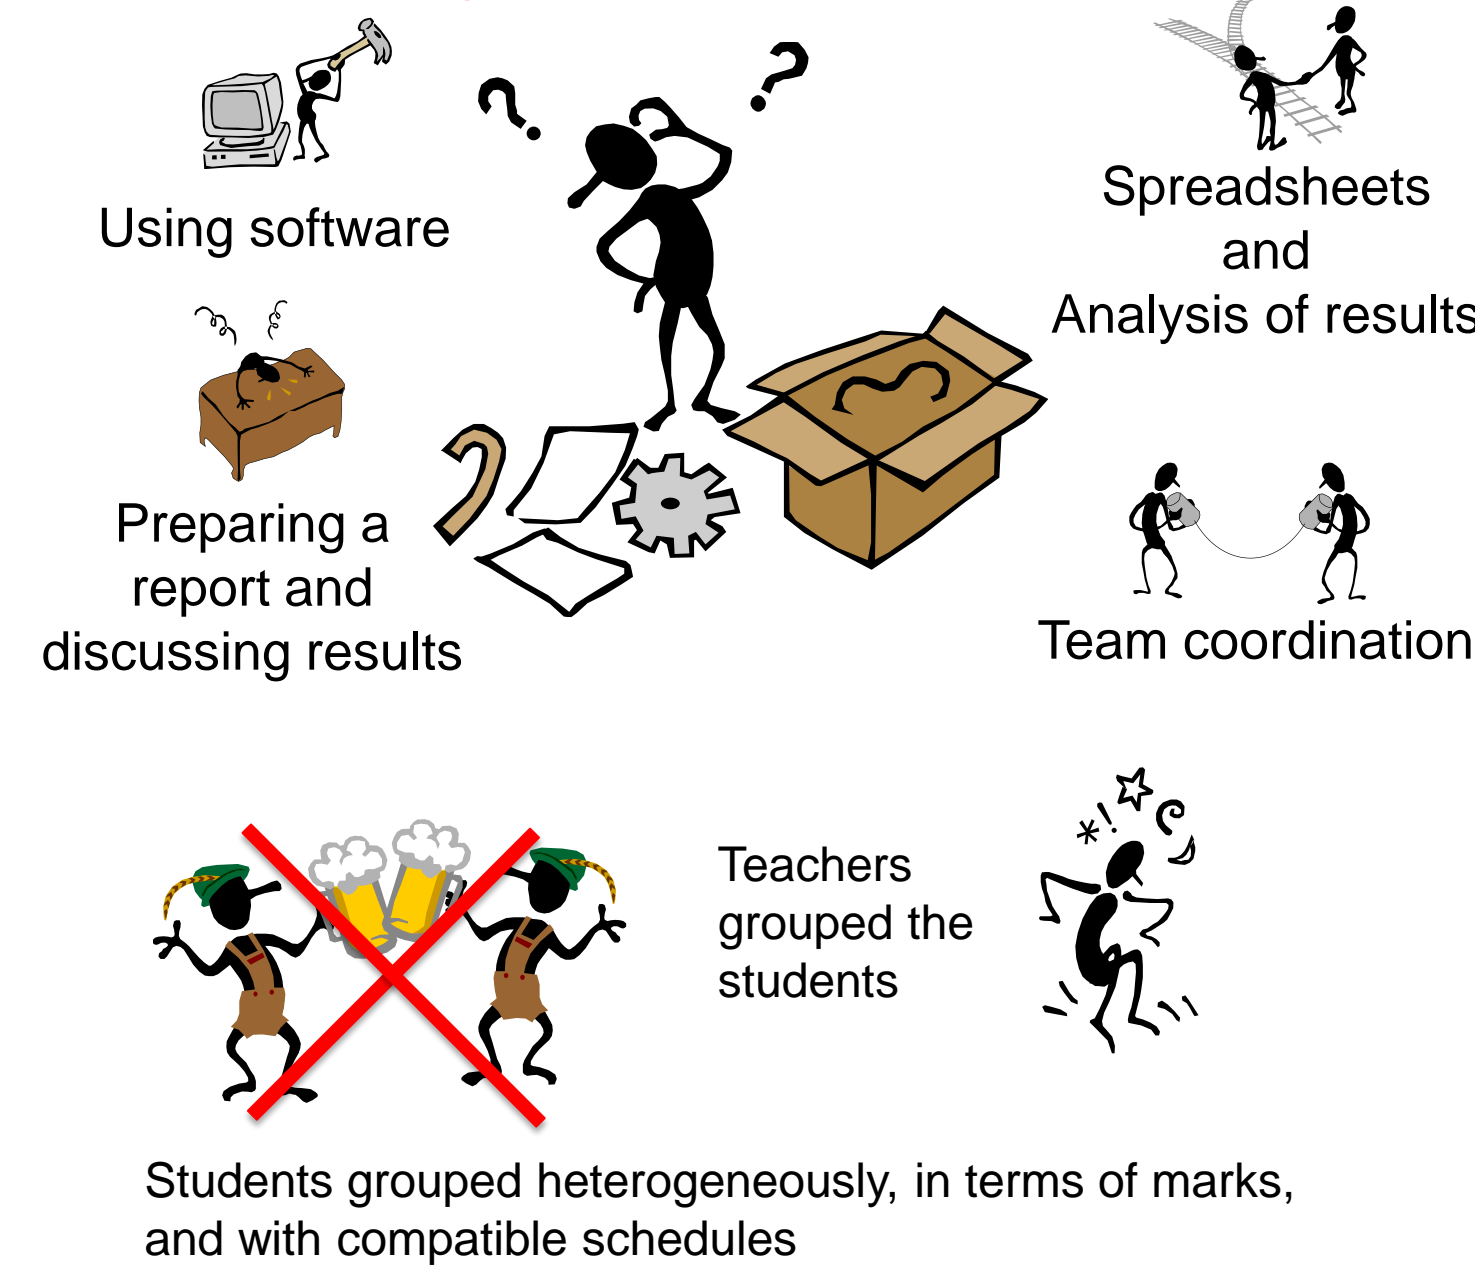 Using software
Spreadsheets
and
Analysis of results
Preparing a
report and
discussing results
Team coordination
Teachers
grouped the
students
Students grouped heterogeneously, in terms of marks,
and with compatible schedules